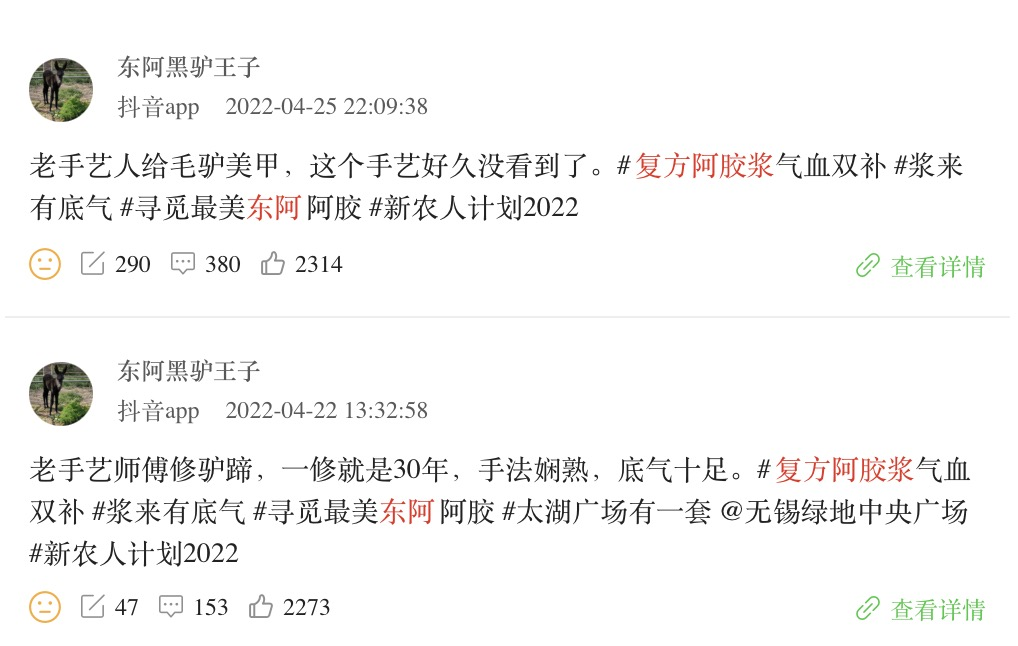 东阿黑驴王子
抖音app 2022-04-25 22:09:38
老手艺人给毛驴美甲，这个手艺好久没看到了。#复方阿胶浆气血双补 #浆来
有底气 #寻觅最美东阿阿胶 #新农人计划2022
290 380 2314 查看详情
东阿黑驴王子
抖音app 2022-04-22 13:32:58
老手艺师傅修驴蹄，一修就是30年，手法娴熟，底气十足。#复方阿胶浆气血
双补 #浆来有底气 #寻觅最美东阿阿胶 #太湖广场有一套 @无锡绿地中央广场
#新农人计划2022
47 153 2273 查看详情